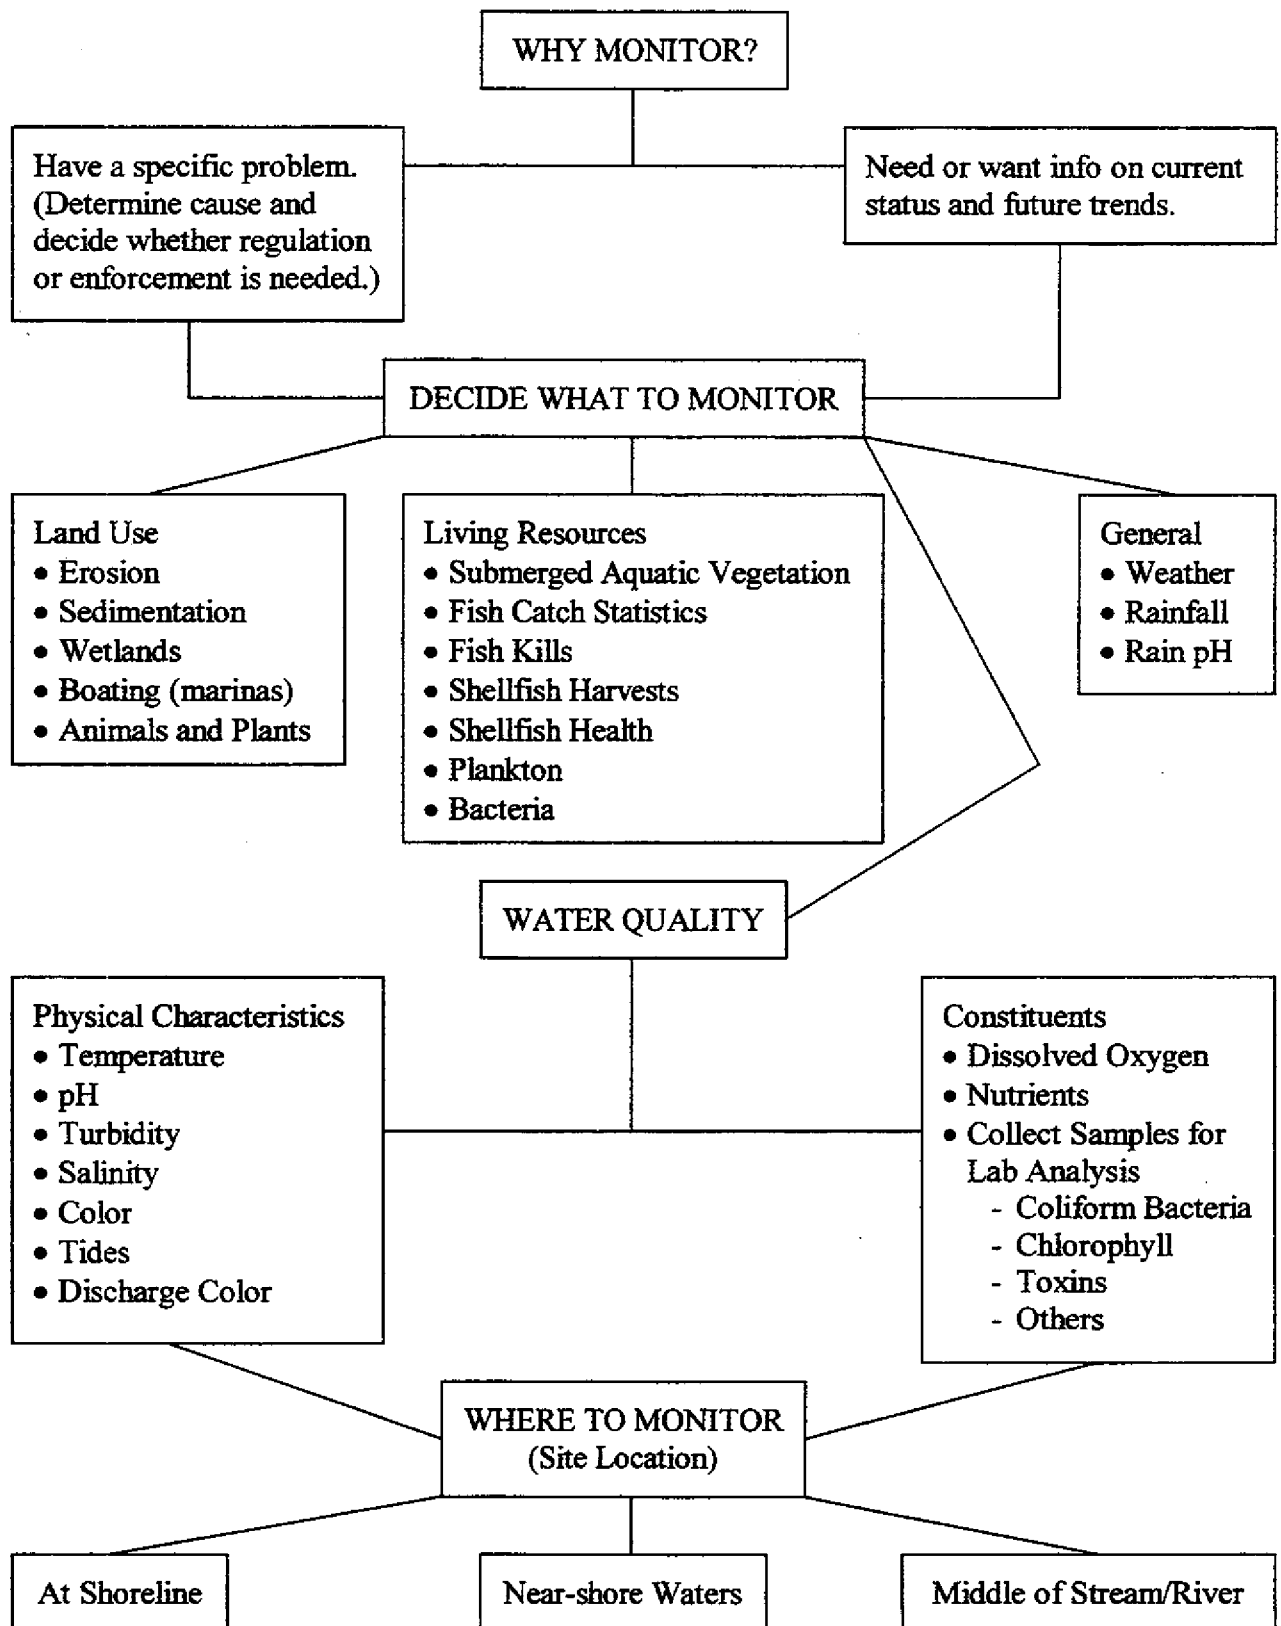 WHY MONITOR?
Have a specific problem.
(Determine cause and
decide whether regulation
or enforcement is needed.)
Need or want info on current
status and future trends.
DECIDE WHAT TO MONITOR
Land Use
• Erosion
• Sedimentation
• Wetlands
• Boating (marinas)
• Animals and Plants
Living Resources
• Submerged Aquatic Vegetation
• Fish Catch Statistics
• Fish Kills
• Shellfish Harvests
• Shellfish Health
• Plankton
• Bacteria
General
• Weather
• Rainfall
• Rain pH
WATER QUALITY
Physical Characteristics
• Temperature
• pH
• Turbidity
• Salinity
• Color
• Tides
• Discharge Color
Constituents
• Dissolved Oxygen
• Nutrients
• Collect Samples for
Lab Analysis
- Coliform Bacteria
- Chlorophyll
- Toxins
- Others
WHERE TO MONITOR
(Site Location)
At Shoreline
Near-shore Waters
Middle of Stream/River